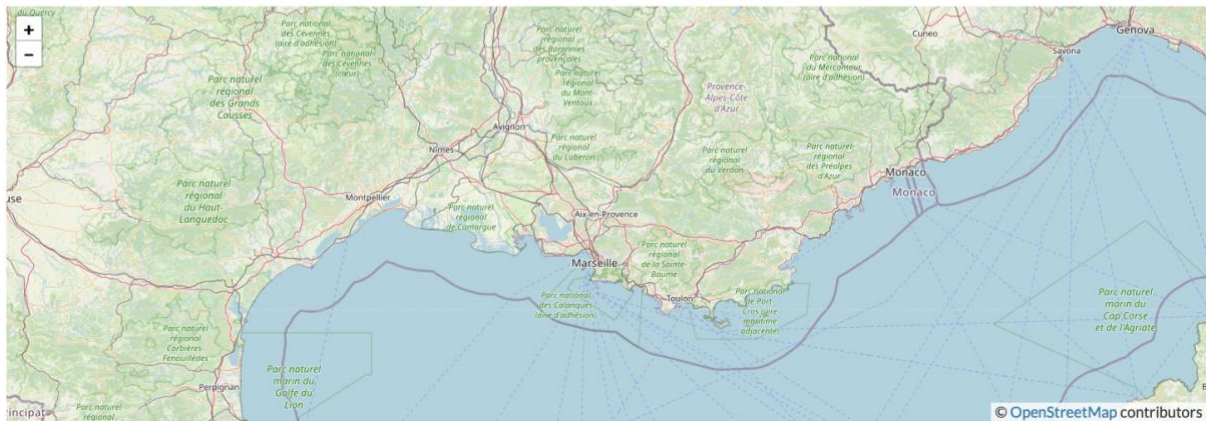 du Quercy
+
−
Parc naturel
régional
des Cévennes
(aire d'adhésion)
Parc national
des Cévennes
(cœur)
Parc naturel
régional
des Baronnies
provençales
Cuneo
Genova
Savona
Parc national
du Mercantour
(aire d'adhésion)
Parc naturel
régional
des Grands
Causses
Parc naturel
régional
du Mont-
Ventoux
Provence-
Alpes-Côte
d'Azur
Avignon
Nîmes
Parc naturel
régional
du Luberon
Parc naturel
régional
du Verdon
Parc naturel
régional
des Préalpes
d'Azur
Monaco
Monaco
Parc naturel
régional
du Haut-
Languedoc
use
Montpellier
Parc naturel
régional
de Camargue
Aix-en-Provence
Marseille
Parc naturel
régional
de la Sainte-
Baume
Parc national
des Calanques
(aire d'adhésion)
Toulon
Parc national
de Port
Cros (aire
maritime
adjacente)
Parc naturel
marin du
Cap Corse
et de l'Agriate
Parc naturel
régional
Corbières
Fenouillèdes
Perpignan
Parc naturel
marin du
Golfe du
Lion
Principat
Parc naturel
régional
B
© OpenStreetMap contributors